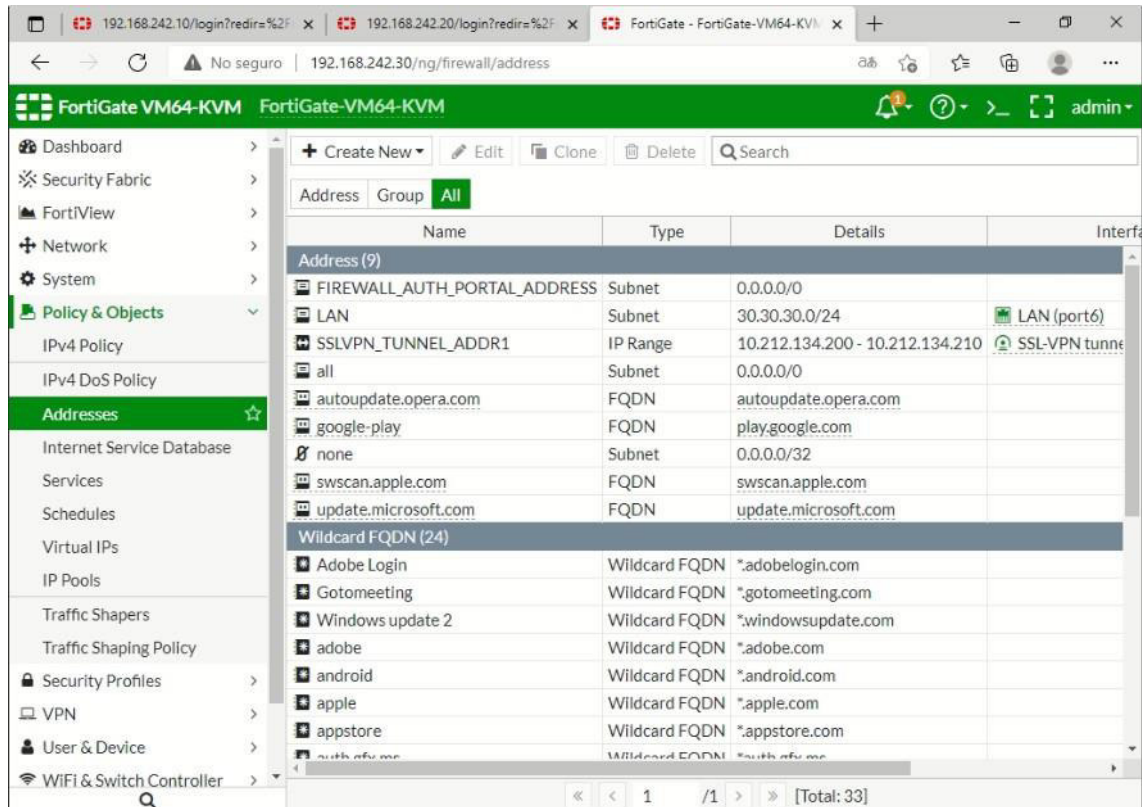 192.168.242.10/login?redir=%2F
192.168.242.20/login?redir=%2F
FortiGate - FortiGate-VM64-KVM
No seguro
192.168.242.30/ng/firewall/address
FortiGate VM64-KVM
FortiGate-VM64-KVM
1
admin
Dashboard
Security Fabric
FortiView
Network
System
Policy & Objects
IPv4 Policy
IPv4 DoS Policy
Addresses
Internet Service Database
Services
Schedules
Virtual IPs
IP Pools
Traffic Shapers
Traffic Shaping Policy
Security Profiles
VPN
User & Device
WiFi & Switch Controller
+ Create New Edit Clone Delete Search
Address Group All
Name Type Details Interfa
Address (9)
FIREWALL_AUTH_PORTAL_ADDRESS Subnet 0.0.0.0/0
LAN Subnet 30.30.30.0/24 LAN (port6)
SSLVPN_TUNNEL_ADDR1 IP Range 10.212.134.200 - 10.212.134.210 SSL-VPN tunne
all Subnet 0.0.0.0/0
autoupdate.opera.com FQDN autoupdate.opera.com
google-play FQDN play.google.com
none Subnet 0.0.0.0/32
swscan.apple.com FQDN swscan.apple.com
update.microsoft.com FQDN update.microsoft.com
Wildcard FQDN (24)
Adobe Login Wildcard FQDN *.adobelogin.com
Gotomeeting Wildcard FQDN *.gotomeeting.com
Windows update 2 Wildcard FQDN *.windowsupdate.com
adobe Wildcard FQDN *.adobe.com
android Wildcard FQDN *.android.com
apple Wildcard FQDN *.apple.com
appstore Wildcard FQDN *.appstore.com
auth.gfx.ms Wildcard FQDN *.auth.gfx.ms
1 /1 [Total: 33]